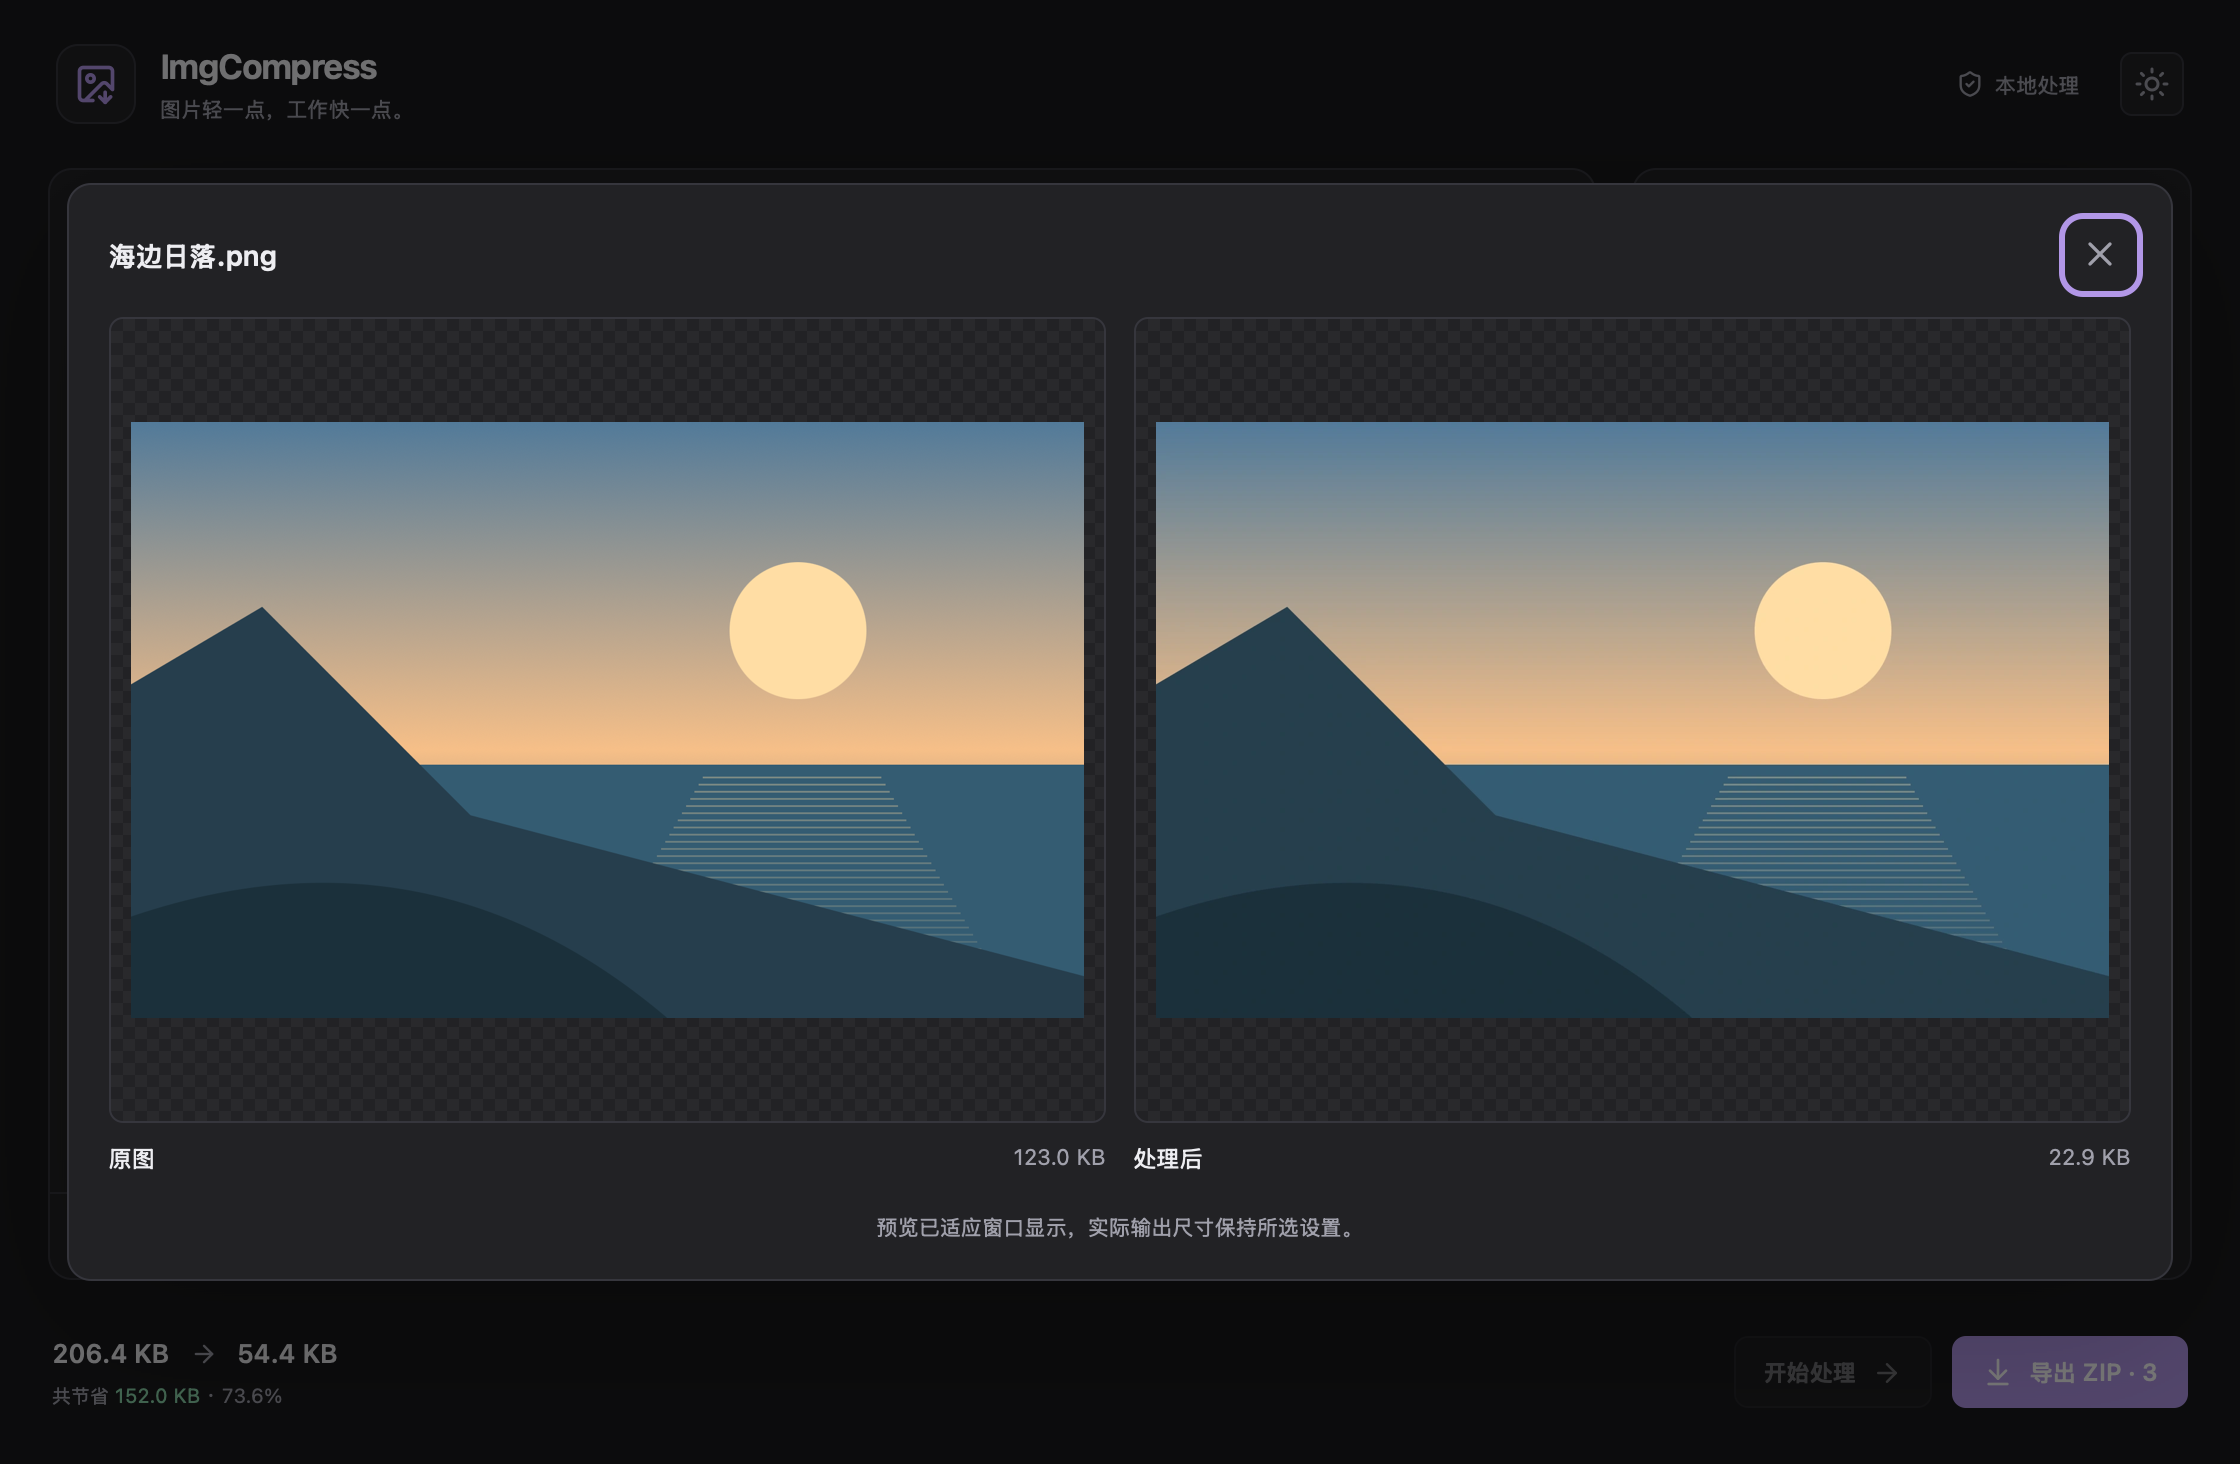 ImgCompress
图片轻一点，工作快一点。
本地处理
海边日落.png
原图
123.0 KB
处理后
22.9 KB
预览已适应窗口显示，实际输出尺寸保持所选设置。
206.4 KB → 54.4 KB
共节省 152.0 KB · 73.6%
开始处理 →
导出 ZIP · 3